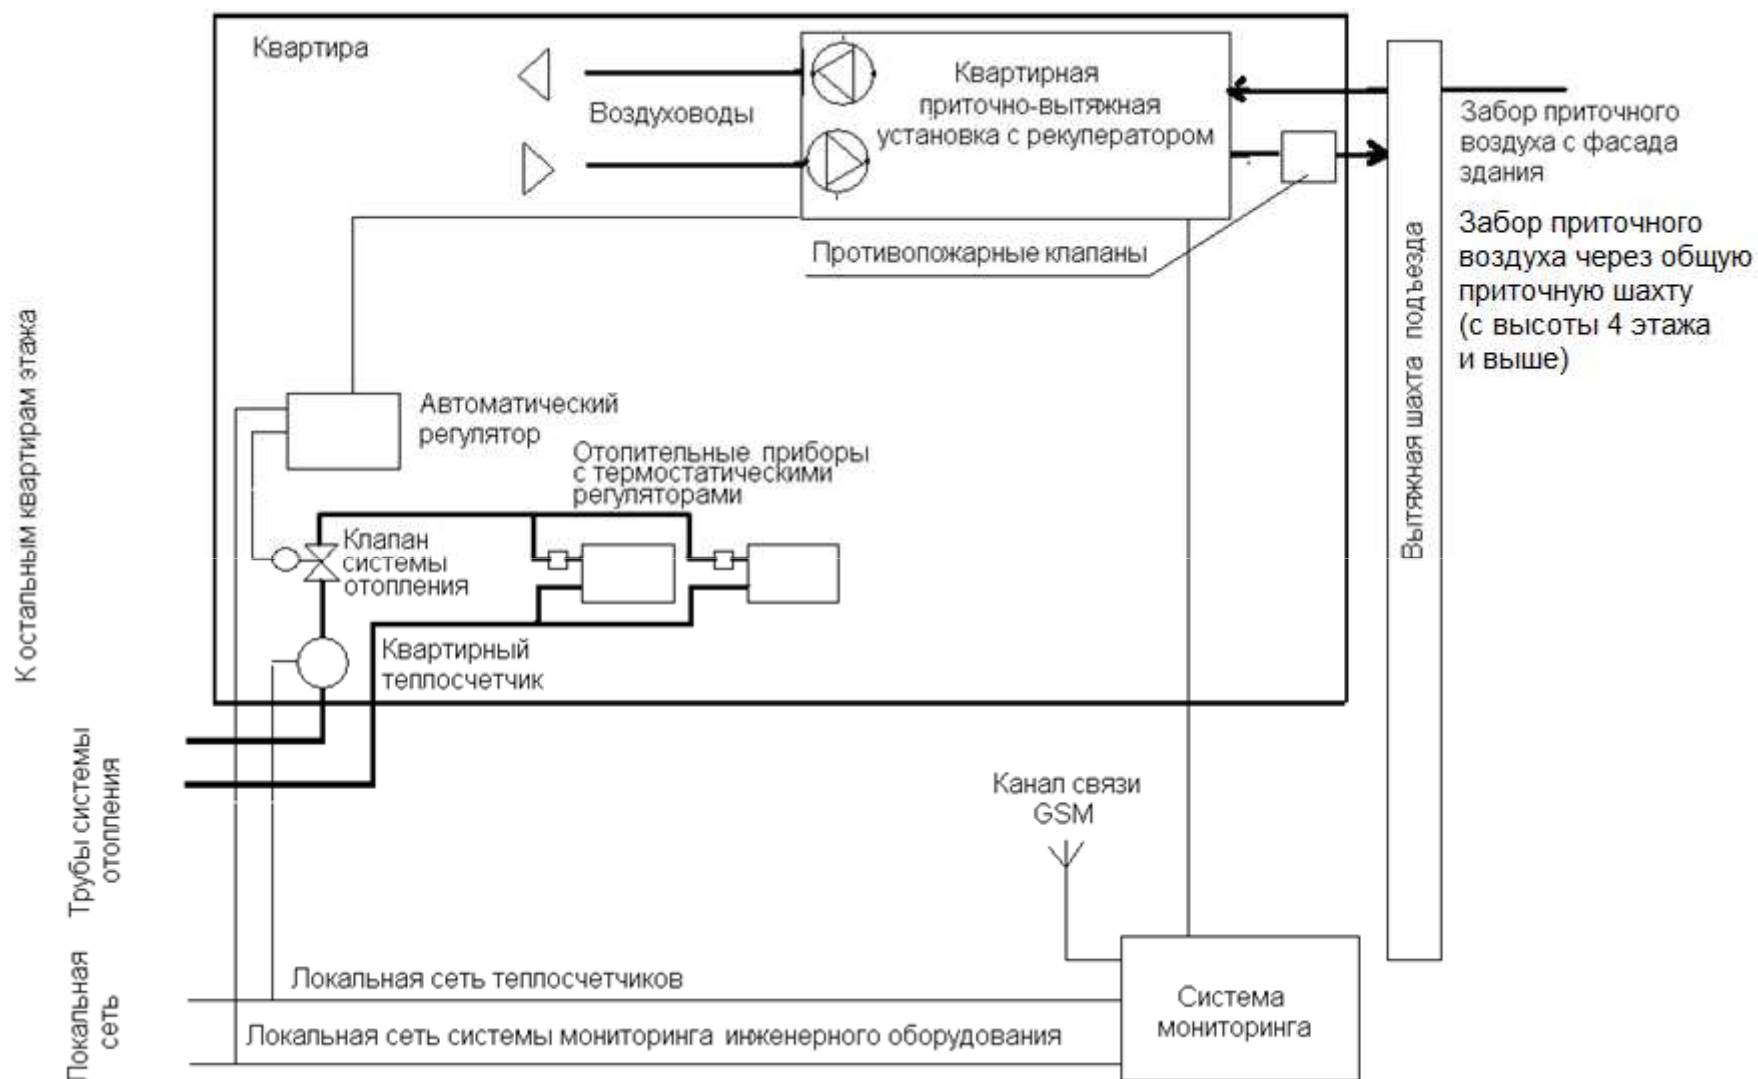 Квартира
Воздуховоды
Квартирная
приточно-вытяжная
установка с рекуператором
Забор приточного
воздуха с фасада
здания
Забор приточного
воздуха через общую
приточную шахту
(с высоты 4 этажа
и выше)
Противопожарные клапаны
Вытяжная шахта подъезда
К остальным квартирам этажа
Автоматический
регулятор
Отопительные приборы
с термостатическими
регуляторами
Клапан
системы
отопления
Квартирный
теплосчетчик
Трубы системы
отопления
Канал связи
GSM
Локальная
сеть
Локальная сеть теплосчетчиков
Локальная сеть системы мониторинга инженерного оборудования
Система
мониторинга